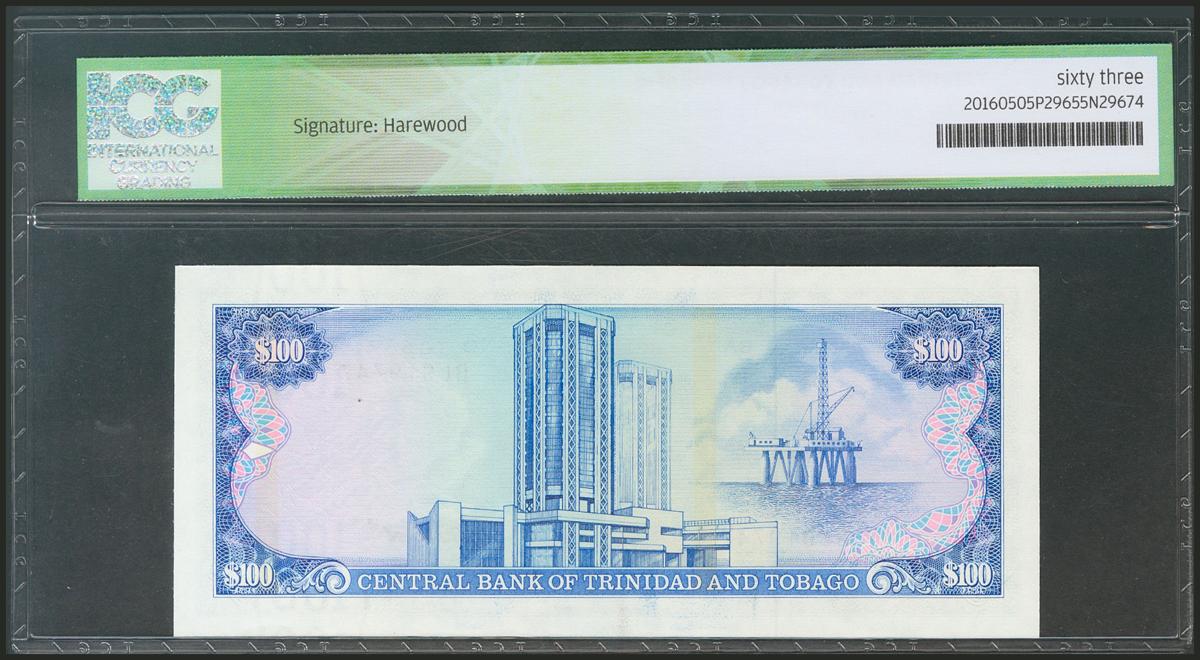 ICG
INTERNATIONAL
CURRENCY
GRADING
Signature: Harewood
sixty three
20160505P29655N29674
$100
$100
$100
CENTRAL BANK OF TRINIDAD AND TOBAGO
$100